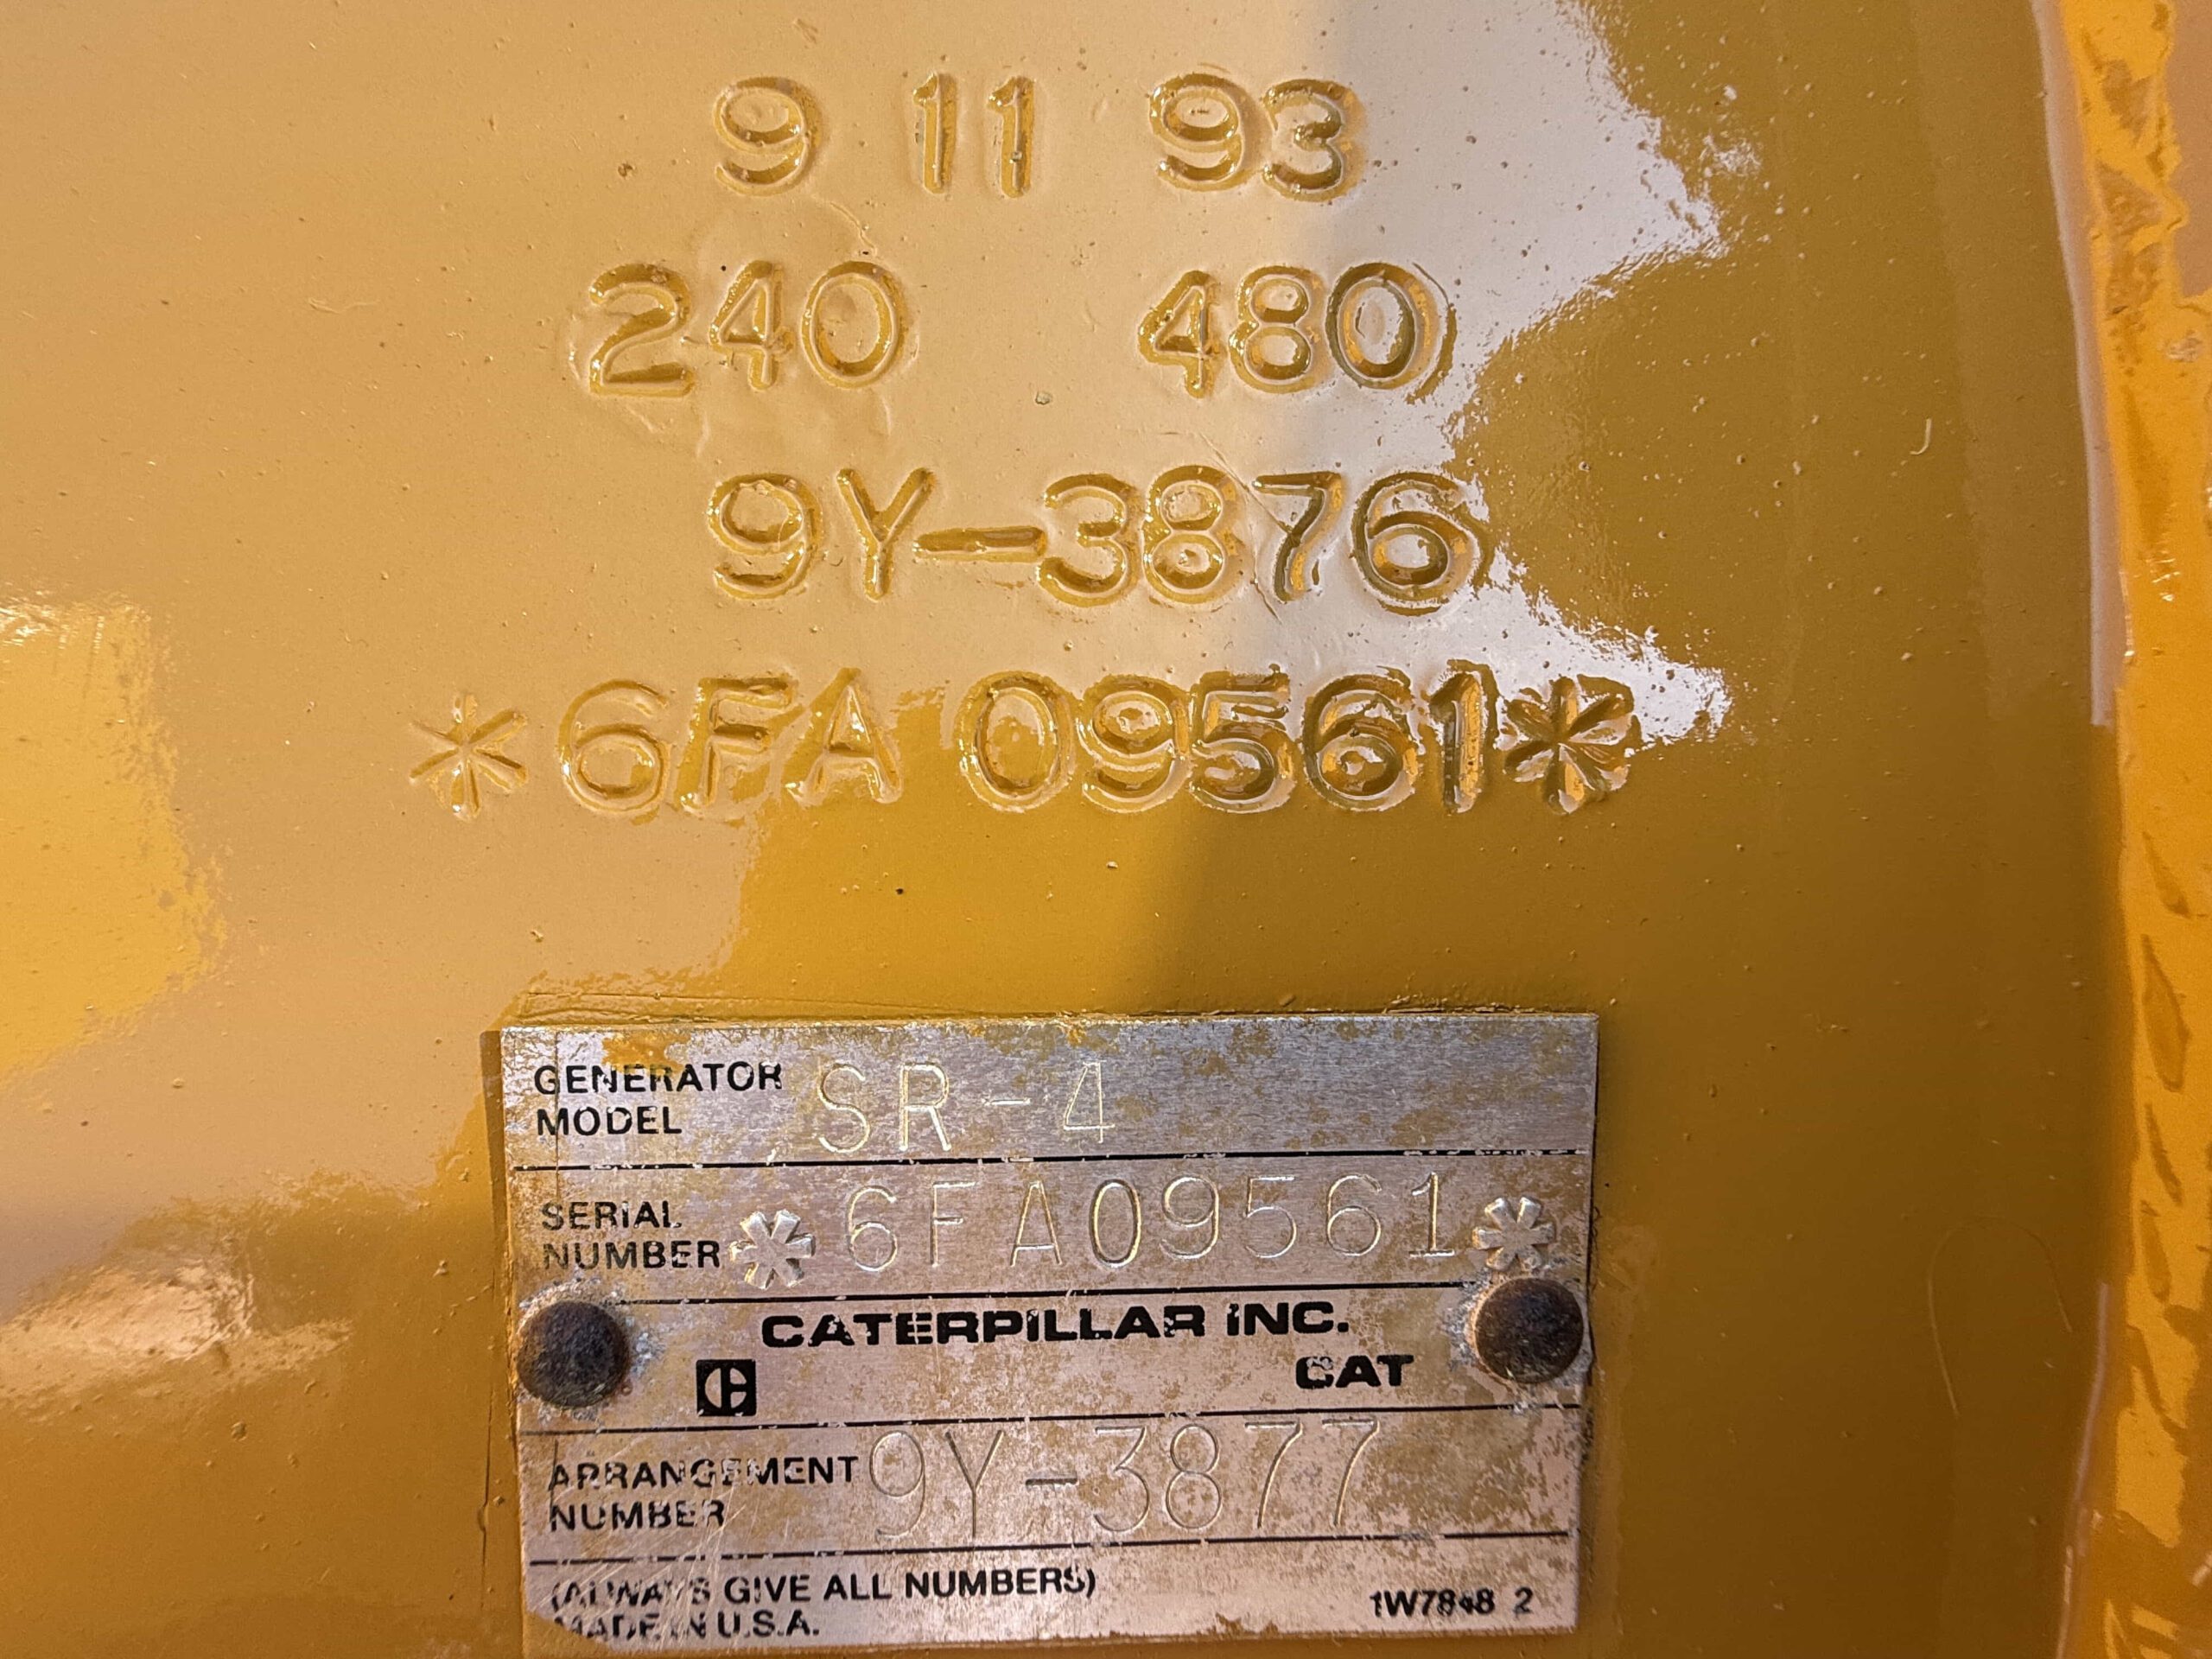 9 11 93
240 480
9Y-3876
*6FA 09561*
GENERATOR MODEL SR-4
SERIAL NUMBER *6FA09561*
CATERPILLAR INC.
CAT
ARRANGEMENT NUMBER 9Y-3877
(ALWAYS GIVE ALL NUMBERS)
MADE IN U.S.A.
2